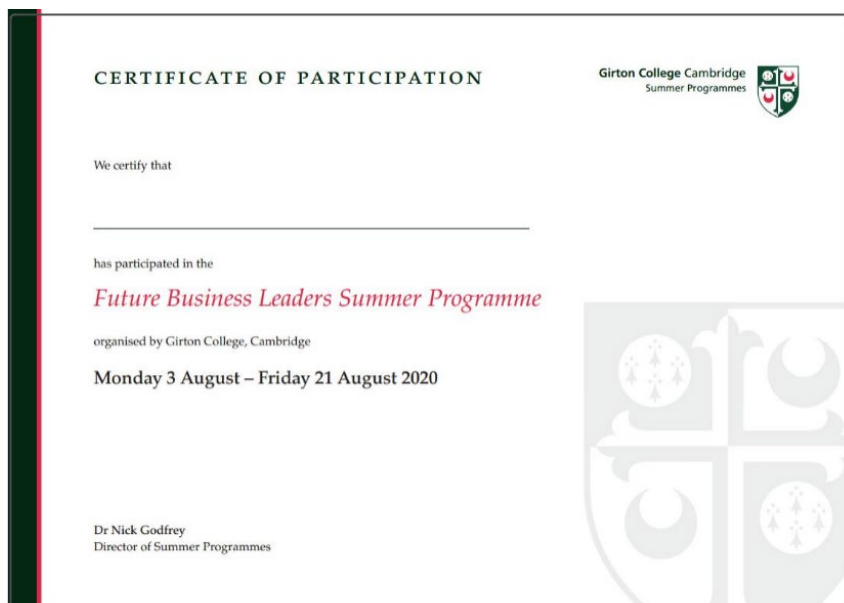 CERTIFICATE OF PARTICIPATION
Girton College Cambridge
Summer Programmes
We certify that
has participated in the
Future Business Leaders Summer Programme
organised by Girton College, Cambridge
Monday 3 August – Friday 21 August 2020
Dr Nick Godfrey
Director of Summer Programmes